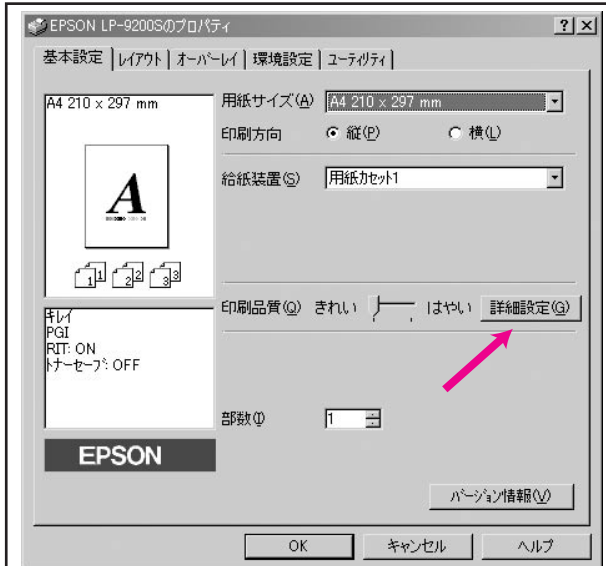 EPSON LP-9200Sのプロパティ ? ×
基本設定 レイアウト オーバーレイ 環境設定 ユーティリティ
A4 210 x 297 mm
用紙サイズ(A) A4 210 x 297 mm
印刷方向 縦(P) 横(L)
給紙装置(S) 用紙カセット1
A
1 1 2 2 3 3
印刷品質(Q) きれい はやい 詳細設定(G)
キレイ
PGI
RIT: ON
トナーセーブ: OFF
部数(I) 1
EPSON
バージョン情報(V)
OK キャンセル ヘルプ